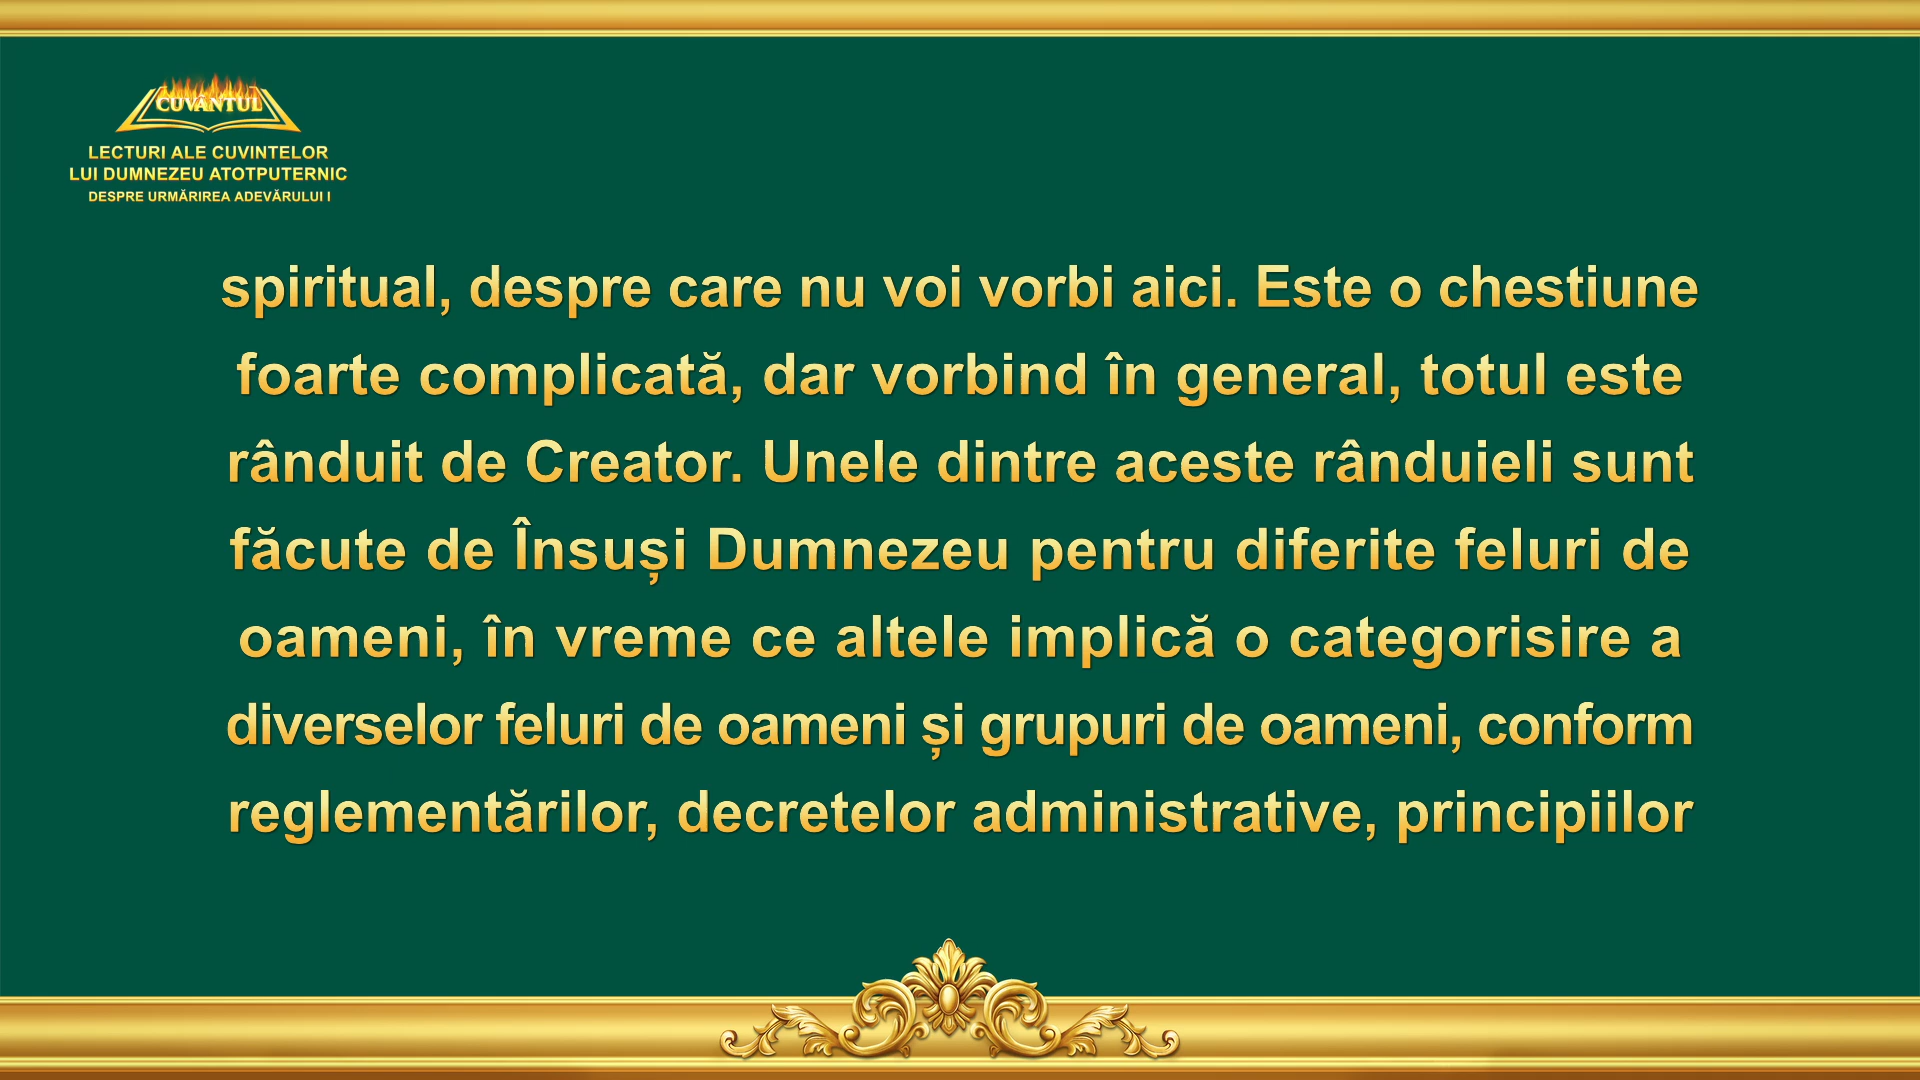 CUVÂNTUL
LECTURI ALE CUVINTELOR
LUI DUMNEZEU ATOTPUTERNIC
DESPRE URMĂRIREA ADEVĂRULUI I
spiritual, despre care nu voi vorbi aici. Este o chestiune
foarte complicată, dar vorbind în general, totul este
rânduit de Creator. Unele dintre aceste rânduieli sunt
făcute de Însuși Dumnezeu pentru diferite feluri de
oameni, în vreme ce altele implică o categorisire a
diverselor feluri de oameni și grupuri de oameni, conform
reglementărilor, decretelor administrative, principiilor